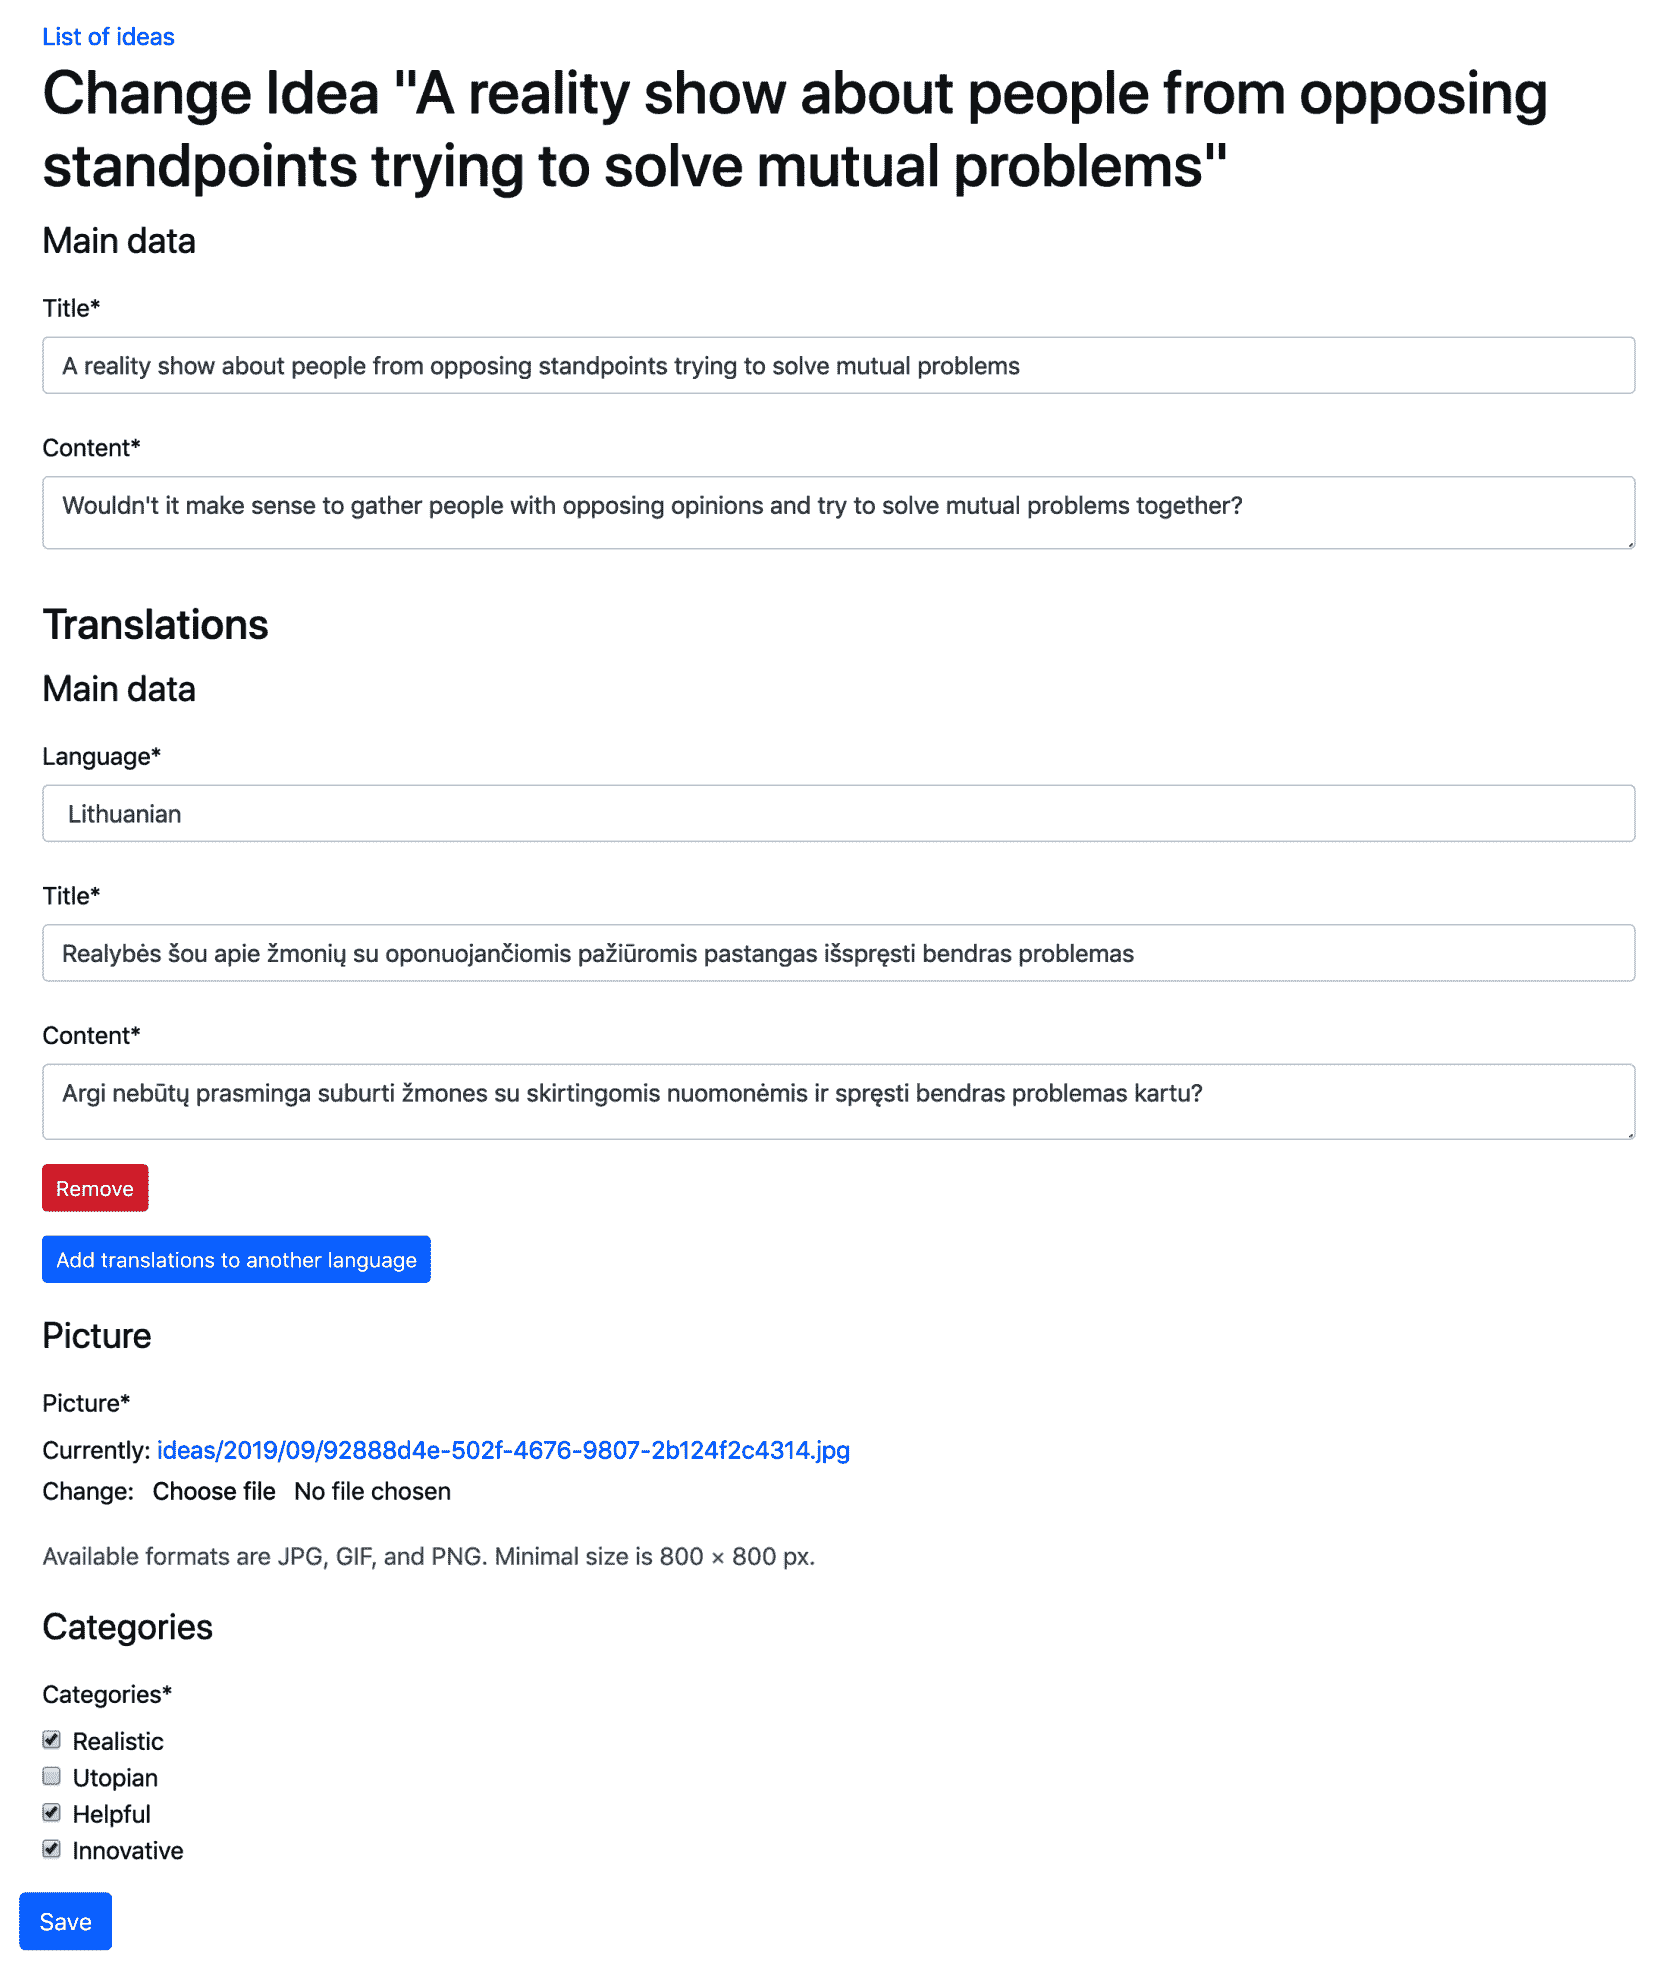 List of ideas
Change Idea "A reality show about people from opposing
standpoints trying to solve mutual problems"
Main data
Title*
A reality show about people from opposing standpoints trying to solve mutual problems
Content*
Wouldn't it make sense to gather people with opposing opinions and try to solve mutual problems together?
Translations
Main data
Language*
Lithuanian
Title*
Realybės šou apie žmonių su oponuojančiomis pažiūromis pastangas išspręsti bendras problemas
Content*
Argi nebūtų prasminga suburti žmones su skirtingomis nuomonėmis ir spręsti bendras problemas kartu?
Remove
Add translations to another language
Picture
Picture*
Currently: ideas/2019/09/92888d4e-502f-4676-9807-2b124f2c4314.jpg
Change: Choose file No file chosen
Available formats are JPG, GIF, and PNG. Minimal size is 800 × 800 px.
Categories
Categories*
Realistic
Utopian
Helpful
Innovative
Save